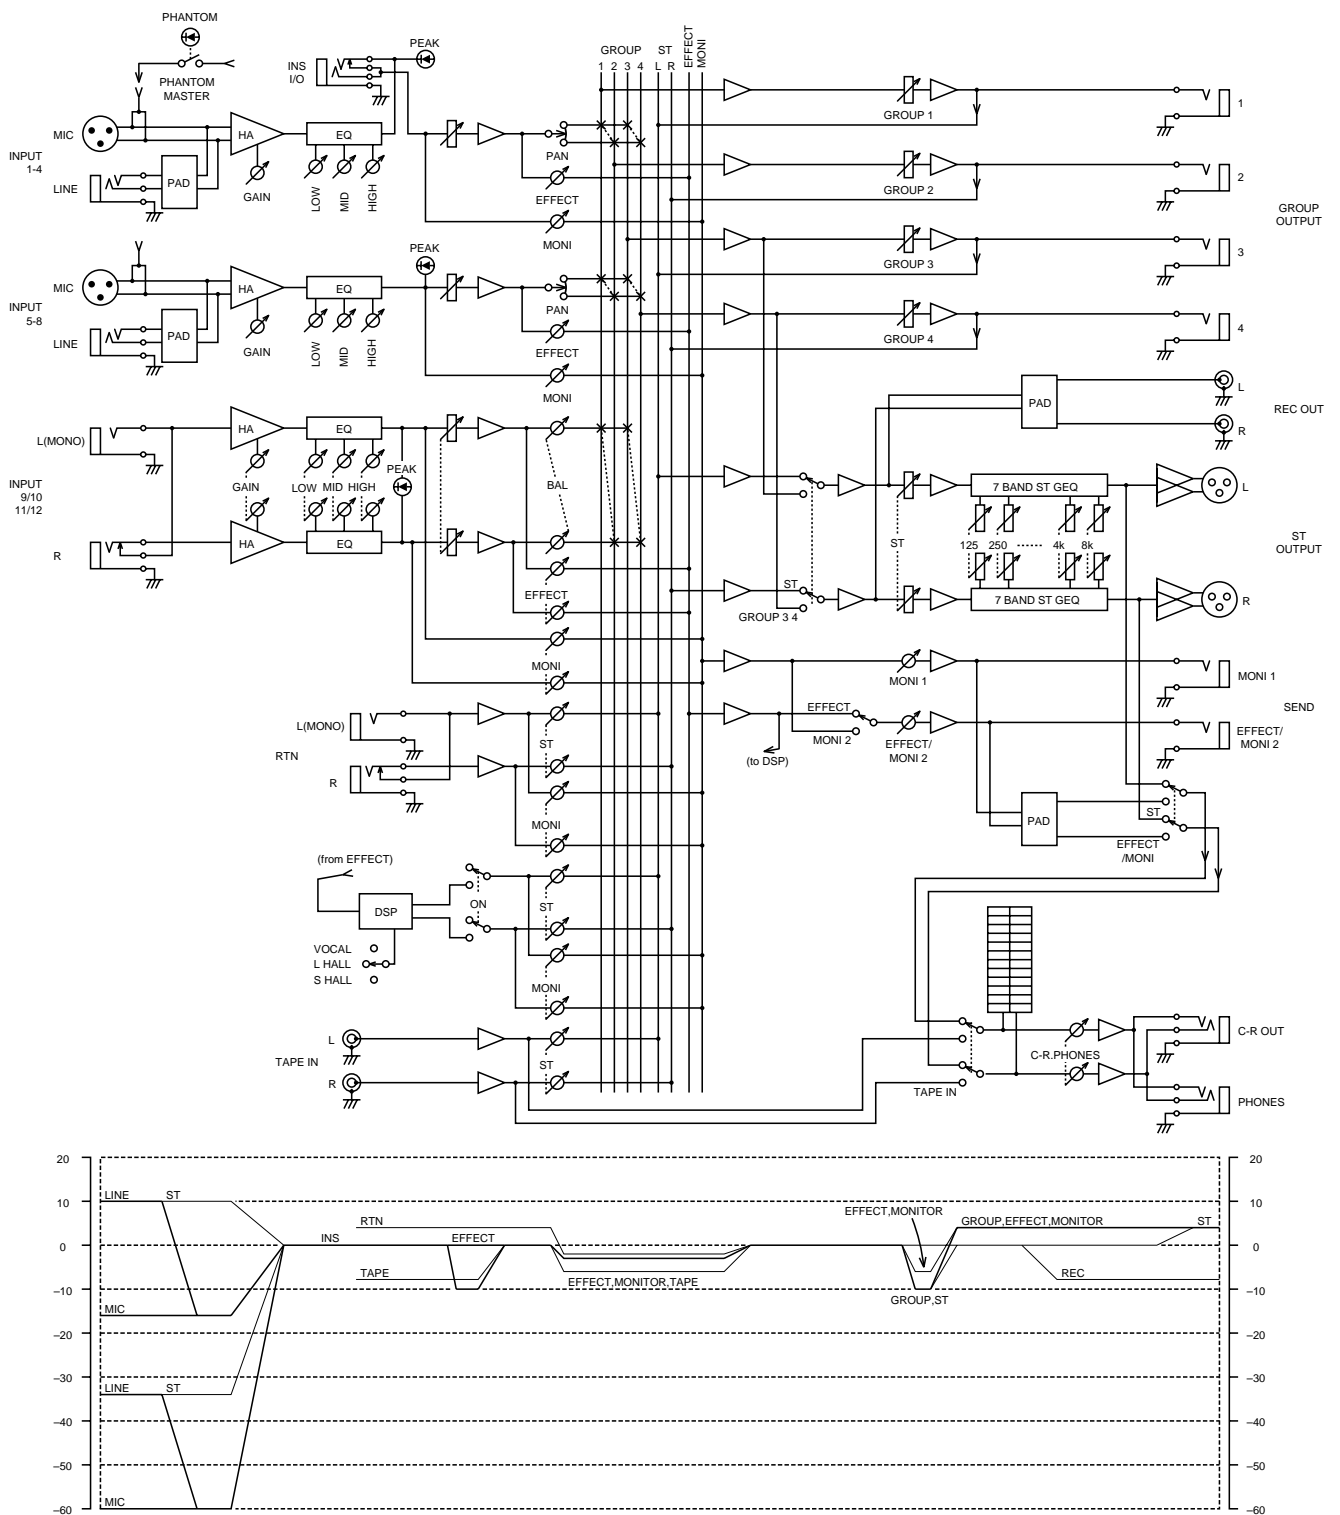 PHANTOM
PHANTOM
MASTER
INS
I/O
PEAK
GROUP
1 2 3 4
ST
L R
EFFECT
MONI
INPUT
1-4
MIC
LINE
PAD
HA
GAIN
EQ
LOW
MID
HIGH
PAN
EFFECT
MONI
GROUP 1
1
GROUP 2
2
GROUP 3
3
GROUP 4
4
GROUP
OUTPUT
INPUT
5-8
MIC
LINE
PAD
HA
GAIN
EQ
LOW
MID
HIGH
PEAK
PAN
EFFECT
MONI
PAD
L
R
REC OUT
INPUT
9/10
11/12
L(MONO)
R
HA
GAIN
HA
EQ
LOW MID HIGH
EQ
PEAK
BAL
EFFECT
MONI
ST
GROUP 3 4
ST
7 BAND ST GEQ
125 250 ...... 4k 8k
7 BAND ST GEQ
L
R
ST
OUTPUT
MONI 1
MONI 1
EFFECT
MONI 2
(to DSP)
EFFECT/
MONI 2
EFFECT/
MONI 2
SEND
RTN
L(MONO)
R
ST
MONI
PAD
ST
EFFECT
/MONI
(from EFFECT)
DSP
ON
VOCAL
L HALL
S HALL
ST
MONI
TAPE IN
L
R
ST
TAPE IN
C-R.PHONES
C-R OUT
PHONES
20
10
0
–10
–20
–30
–40
–50
–60
LINE
ST
MIC
LINE
ST
MIC
INS
RTN
TAPE
EFFECT
EFFECT,MONITOR,TAPE
EFFECT,MONITOR
GROUP,ST
GROUP,EFFECT,MONITOR
REC
ST
20
10
0
–10
–20
–30
–40
–50
–60